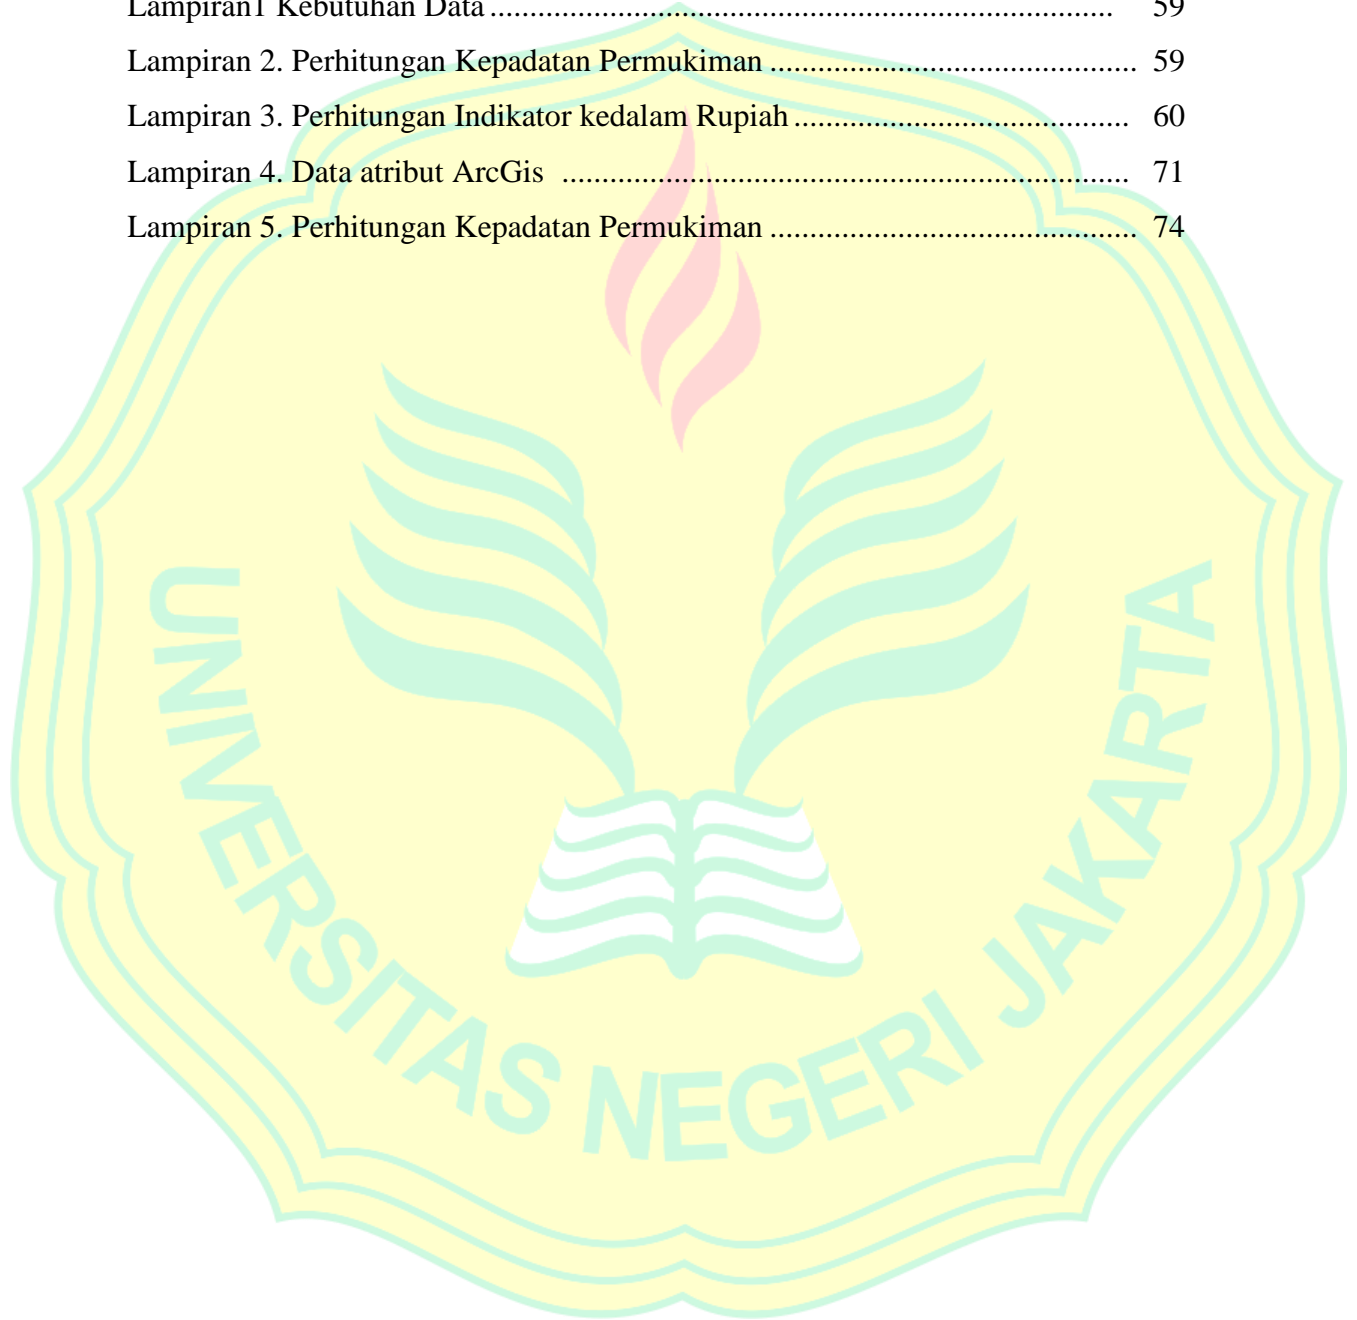 Lampiran1 Kebutuhan Data .............................................................................. 59
Lampiran 2. Perhitungan Kepadatan Permukiman .............................................. 59
Lampiran 3. Perhitungan Indikator kedalam Rupiah .......................................... 60
Lampiran 4. Data atribut ArcGis ....................................................................... 71
Lampiran 5. Perhitungan Kepadatan Permukiman .............................................. 74
UNIVERSITAS NEGERI JAKARTA